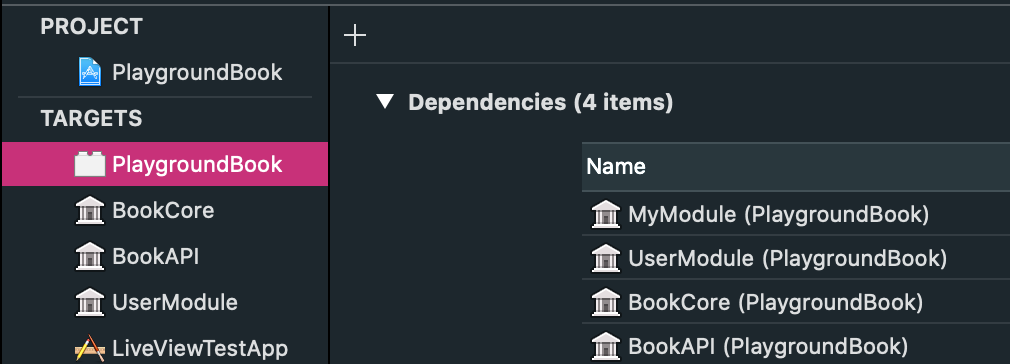 PROJECT
PlaygroundBook
TARGETS
PlaygroundBook
BookCore
BookAPI
UserModule
LiveViewTestApp
Dependencies (4 items)
Name
MyModule (PlaygroundBook)
UserModule (PlaygroundBook)
BookCore (PlaygroundBook)
BookAPI (PlaygroundBook)